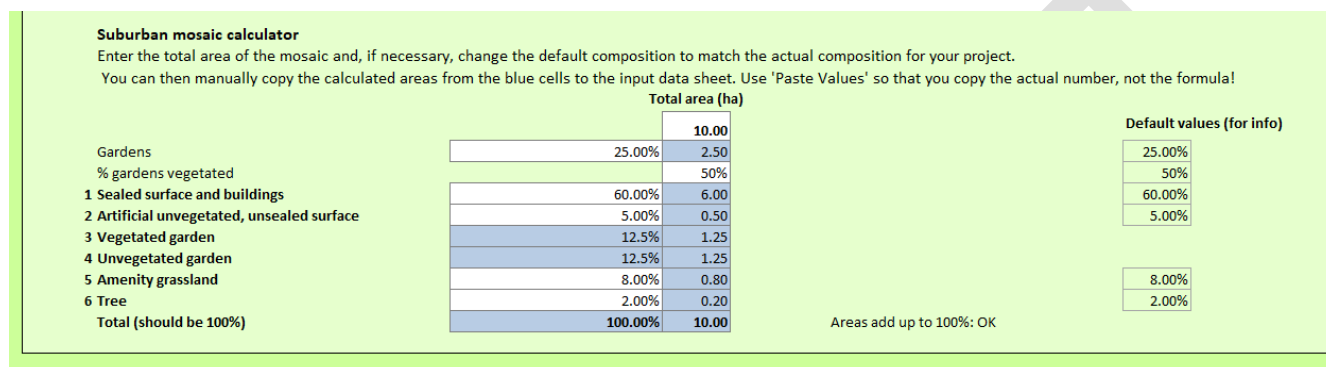 Suburban mosaic calculator
Enter the total area of the mosaic and, if necessary, change the default composition to match the actual composition for your project.
You can then manually copy the calculated areas from the blue cells to the input data sheet. Use 'Paste Values' so that you copy the actual number, not the formula!
Total area (ha)
10.00 Default values (for info)
Gardens 25.00% 2.50 25.00%
% gardens vegetated 50% 50%
1 Sealed surface and buildings 60.00% 6.00 60.00%
2 Artificial unvegetated, unsealed surface 5.00% 0.50 5.00%
3 Vegetated garden 12.5% 1.25
4 Unvegetated garden 12.5% 1.25
5 Amenity grassland 8.00% 0.80 8.00%
6 Tree 2.00% 0.20 2.00%
Total (should be 100%) 100.00% 10.00 Areas add up to 100%: OK